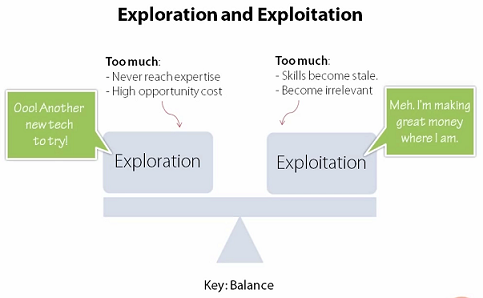 Exploration and Exploitation
Too much:
- Never reach expertise
- High opportunity cost
Too much:
- Skills become stale.
- Become irrelevant
Oool Another
new tech
to try!
Meh. I'm making
great money
where I am.
Exploration
Exploitation
Key: Balance